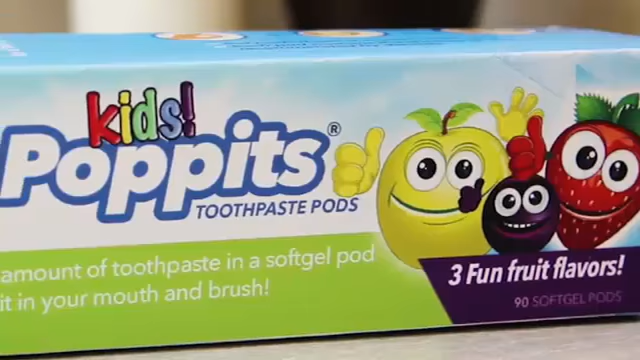 kids!
Poppits®
TOOTHPASTE PODS
amount of toothpaste in a softgel pod
it in your mouth and brush!
3 Fun fruit flavors!
90 SOFTGEL PODS